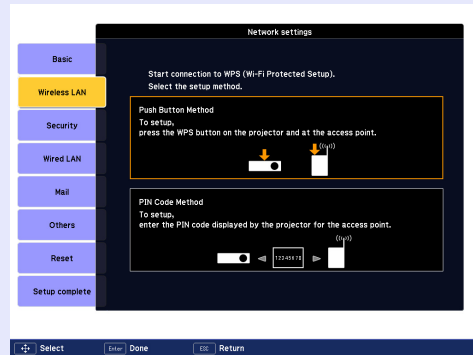 Network settings
Basic
Wireless LAN
Security
Wired LAN
Mail
Others
Reset
Setup complete
Start connection to WPS (Wi-Fi Protected Setup).
Select the setup method.
Push Button Method
To setup,
press the WPS button on the projector and at the access point.
PIN Code Method
To setup,
enter the PIN code displayed by the projector for the access point.
12345678
Select Enter Done ESC Return